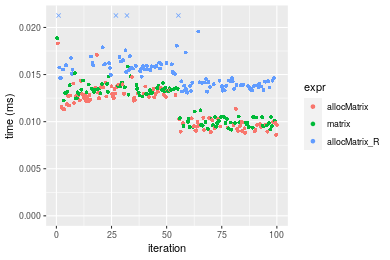 0.020
0.015
0.010
0.005
0.000
time (ms)
0
25
50
75
100
iteration
expr
allocMatrix
matrix
allocMatrix_R